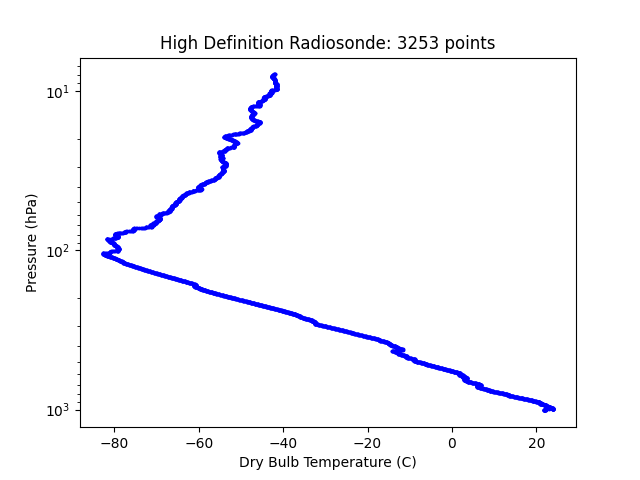 High Definition Radiosonde: 3253 points
10¹
10²
10³
Pressure (hPa)
−80 −60 −40 −20 0 20
Dry Bulb Temperature (C)